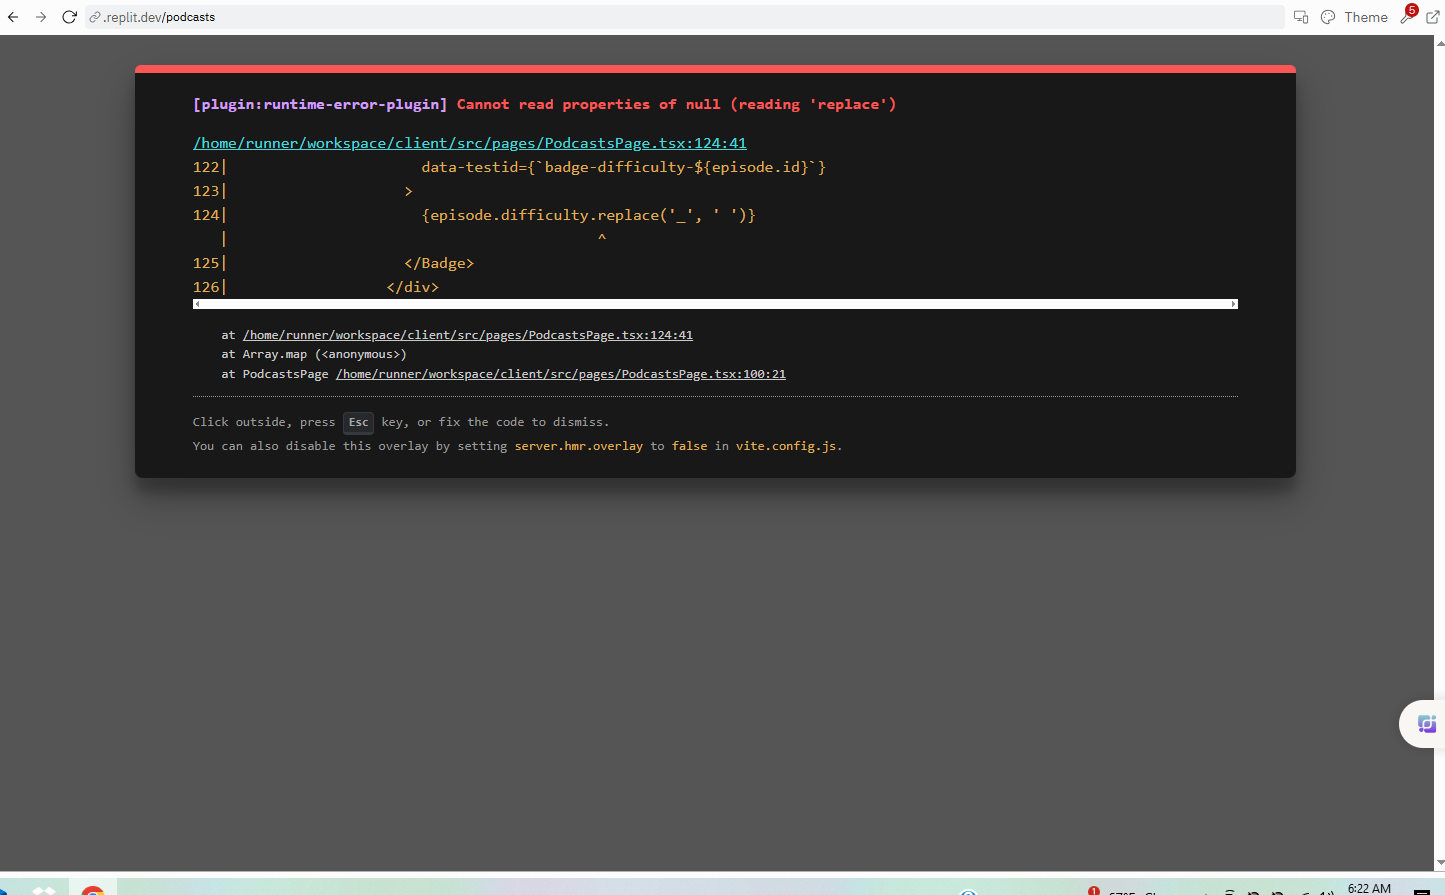 .replit.dev/podcasts
Theme
5
[plugin:runtime-error-plugin] Cannot read properties of null (reading 'replace')
/home/runner/workspace/client/src/pages/PodcastsPage.tsx:124:41
122|                      data-testid={`badge-difficulty-${episode.id}`}
123|                    >
124|                      {episode.difficulty.replace('_', ' ')}
   |                                          ^
125|                    </Badge>
126|                  </div>
at /home/runner/workspace/client/src/pages/PodcastsPage.tsx:124:41
at Array.map (<anonymous>)
at PodcastsPage /home/runner/workspace/client/src/pages/PodcastsPage.tsx:100:21
Click outside, press Esc key, or fix the code to dismiss.
You can also disable this overlay by setting server.hmr.overlay to false in vite.config.js.
1
6:22 AM